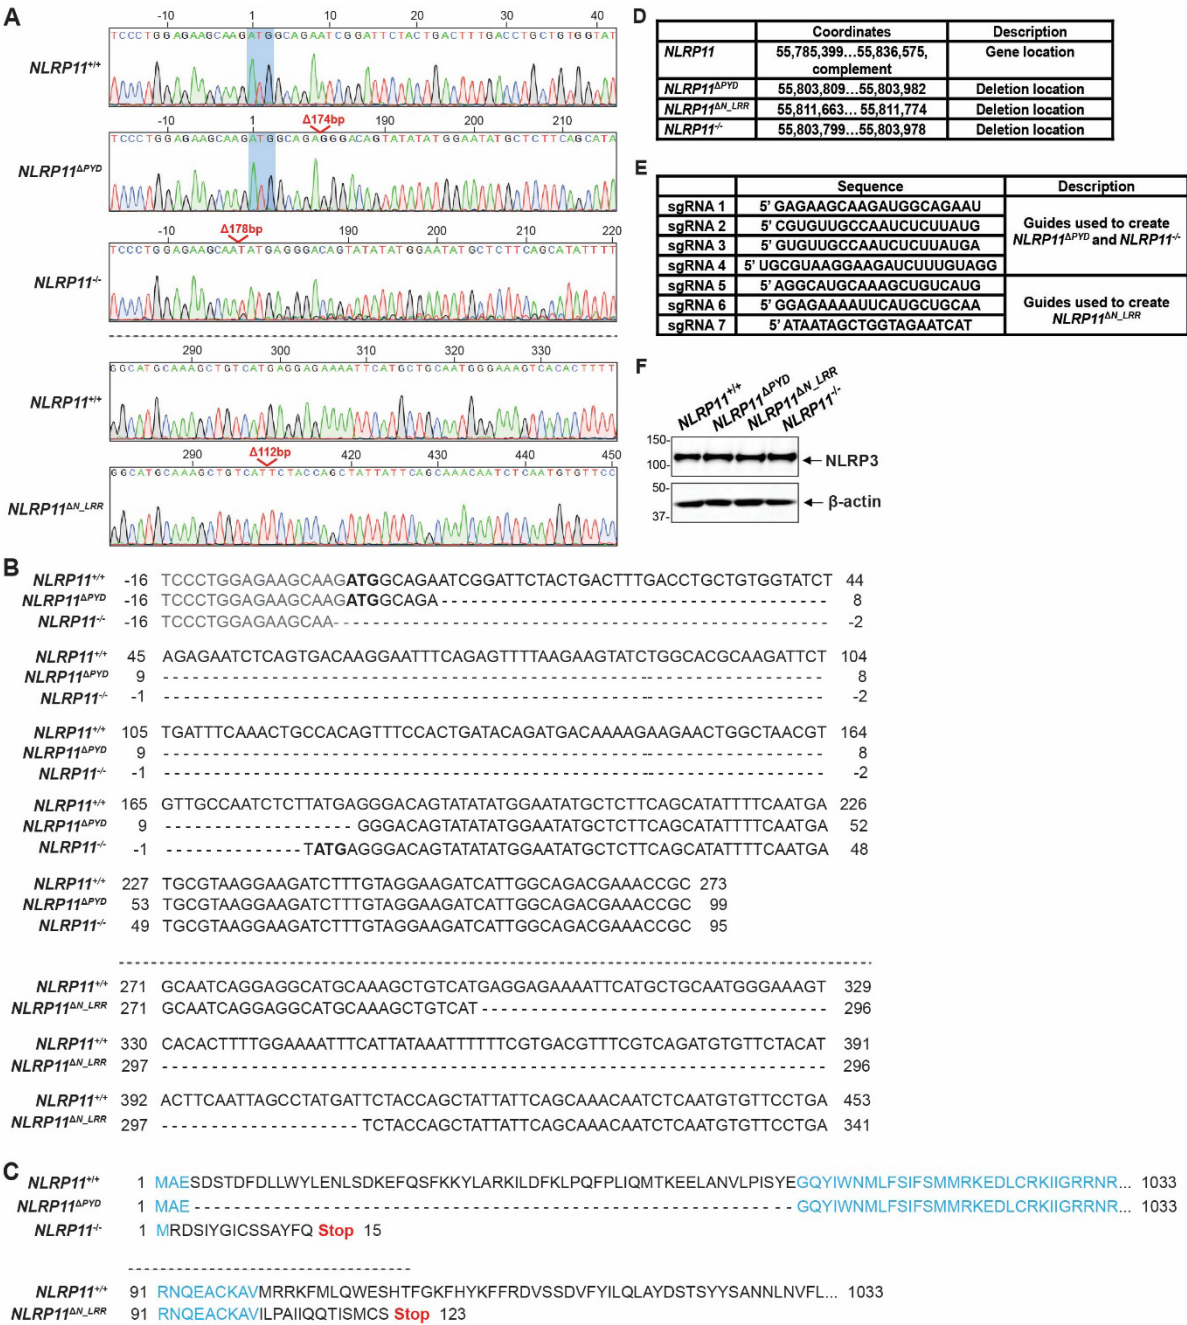 A
-10 1 10 20 30 40
TCCCTGGAGAAGCAAGATGGCAGAATCGGATTCTACTGACTTTGACCTGCTGTGGTAT
NLRP11+/+
-10 1 Δ174bp 190 200 210
TCCCTGGAGAAGCAAGATGGCAGAGGGACAGTATATATGGAATATGCTCTTCAGCATA
NLRP11ΔPYD
-10 Δ178bp 190 200 210 220
TCCCTGGAGAAGCAATATGAGGGACAGTATATATGGAATATGCTCTTCAGCATATTTT
NLRP11-/-
290 300 310 320 330
GGCATGCAAAGCTGTCATGAGGAGAAAATTCATGCTGCAATGGGAAAGTCACACTTTT
NLRP11+/+
290 Δ112bp 420 430 440 450
GGCATGCAAAGCTGTCATTCTACCAGCTATTATTCAGCAAACAATCTCAATGTGTTCC
NLRP11ΔN_LRR
D
Coordinates Description
NLRP11 55,785,399...55,836,575, complement Gene location
NLRP11ΔPYD 55,803,809...55,803,982 Deletion location
NLRP11ΔN_LRR 55,811,663...55,811,774 Deletion location
NLRP11-/- 55,803,799...55,803,978 Deletion location
E
Sequence Description
sgRNA 1 5' GAGAAGCAAGAUGGCAGAAU
sgRNA 2 5' CGUGUUGCCAAUCUCUUAUG
sgRNA 3 5' GUGUUGCCAAUCUCUUAUGA
sgRNA 4 5' UGCGUAAGGAAGAUCUUUGUAGG
Guides used to create
NLRP11ΔPYD and NLRP11-/-
sgRNA 5 5' AGGCAUGCAAAGCUGUCAUG
sgRNA 6 5' GGAGAAAAUUCAUGCUGCAA
sgRNA 7 5' ATAATAGCTGGTAGAATCAT
Guides used to create
NLRP11ΔN_LRR
F
NLRP11+/+ NLRP11ΔPYD NLRP11ΔN_LRR NLRP11-/-
150-
100-
NLRP3
50-
37-
β-actin
B
NLRP11+/+ -16 TCCCTGGAGAAGCAAGATGGCAGAATCGGATTCTACTGACTTTGACCTGCTGTGGTATCT 44
NLRP11ΔPYD -16 TCCCTGGAGAAGCAAGATGGCAGA 8
NLRP11-/- -16 TCCCTGGAGAAGCAA -2
NLRP11+/+ 45 AGAGAATCTCAGTGACAAGGAATTTCAGAGTTTTAAGAAGTATCTGGCACGCAAGATTCT 104
NLRP11ΔPYD 9 8
NLRP11-/- -1 -2
NLRP11+/+ 105 TGATTTCAAACTGCCACAGTTTCCACTGATACAGATGACAAAAGAAGAACTGGCTAACGT 164
NLRP11ΔPYD 9 8
NLRP11-/- -1 -2
NLRP11+/+ 165 GTTGCCAATCTCTTATGAGGGACAGTATATATGGAATATGCTCTTCAGCATATTTTCAATGA 226
NLRP11ΔPYD 9 GGGACAGTATATATGGAATATGCTCTTCAGCATATTTTCAATGA 52
NLRP11-/- -1 TATGAGGGACAGTATATATGGAATATGCTCTTCAGCATATTTTCAATGA 48
NLRP11+/+ 227 TGCGTAAGGAAGATCTTTGTAGGAAGATCATTGGCAGACGAAACCGC 273
NLRP11ΔPYD 53 TGCGTAAGGAAGATCTTTGTAGGAAGATCATTGGCAGACGAAACCGC 99
NLRP11-/- 49 TGCGTAAGGAAGATCTTTGTAGGAAGATCATTGGCAGACGAAACCGC 95
NLRP11+/+ 271 GCAATCAGGAGGCATGCAAAGCTGTCATGAGGAGAAAATTCATGCTGCAATGGGAAAGT 329
NLRP11ΔN_LRR 271 GCAATCAGGAGGCATGCAAAGCTGTCAT 296
NLRP11+/+ 330 CACACTTTTGGAAAATTTCATTATAAATTTTTTCGTGACGTTTCGTCAGATGTGTTCTACAT 391
NLRP11ΔN_LRR 297 296
NLRP11+/+ 392 ACTTCAATTAGCCTATGATTCTACCAGCTATTATTCAGCAAACAATCTCAATGTGTTCCTGA 453
NLRP11ΔN_LRR 297 TCTACCAGCTATTATTCAGCAAACAATCTCAATGTGTTCCTGA 341
C
NLRP11+/+ 1 MAESDSTDFDLLWYLENLSDKEFQSFKKYLARKILDFKLPQFPLIQMTKEELANVLPISYEGQYIWNMLFSIFSMMRKEDLCRKIIGRRNR... 1033
NLRP11ΔPYD 1 MAE GQYIWNMLFSIFSMMRKEDLCRKIIGRRNR... 1033
NLRP11-/- 1 MRDSIYGICSSAYFQ Stop 15
NLRP11+/+ 91 RNQEACKAVMRRKFMLQWESHTFGKFHYKFFRDVSSDVFYILQLAYDSTSYYSANNLNVFL... 1033
NLRP11ΔN_LRR 91 RNQEACKAVILPAIIQQTISMCS Stop 123